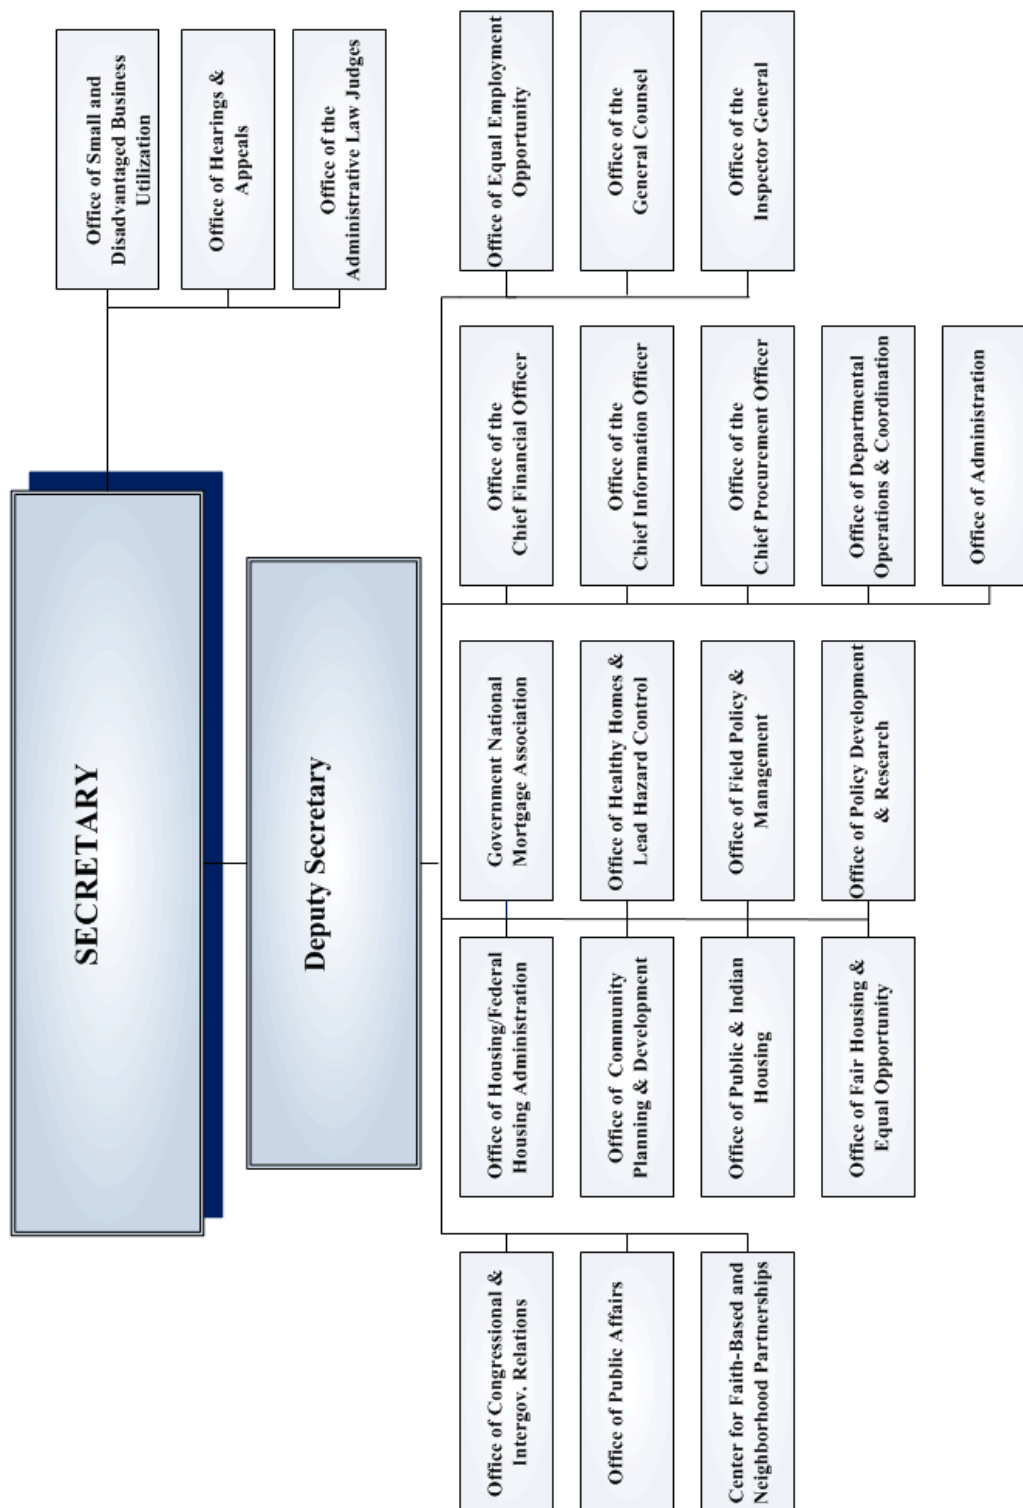 SECRETARY
Office of Small and
Disadvantaged Business
Utilization
Office of Hearings &
Appeals
Office of the
Administrative Law Judges
Deputy Secretary
Office of Congressional &
Intergov. Relations
Office of Public Affairs
Center for Faith-Based and
Neighborhood Partnerships
Office of Housing/Federal
Housing Administration
Office of Community
Planning & Development
Office of Public & Indian
Housing
Office of Fair Housing &
Equal Opportunity
Government National
Mortgage Association
Office of Healthy Homes &
Lead Hazard Control
Office of Field Policy &
Management
Office of Policy Development
& Research
Office of the
Chief Financial Officer
Office of the
Chief Information Officer
Office of the
Chief Procurement Officer
Office of Departmental
Operations & Coordination
Office of Administration
Office of Equal Employment
Opportunity
Office of the
General Counsel
Office of the
Inspector General